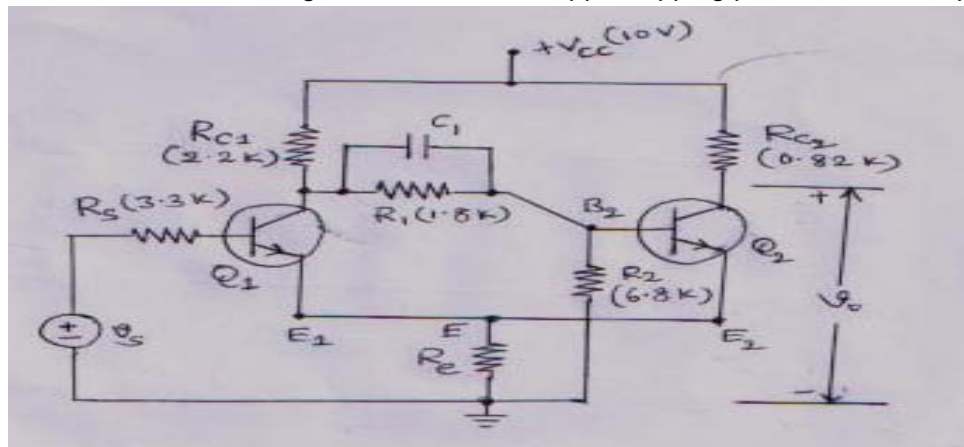 +Vcc (10V)
C1
Rc1
(2.2K)
Rc2
(0.82K)
Rs (3.3K)
R1 (1.8K)
B2
+
Q1
Q2
R2
(6.8K)
vo
vs
E1
E
E2
Re
-